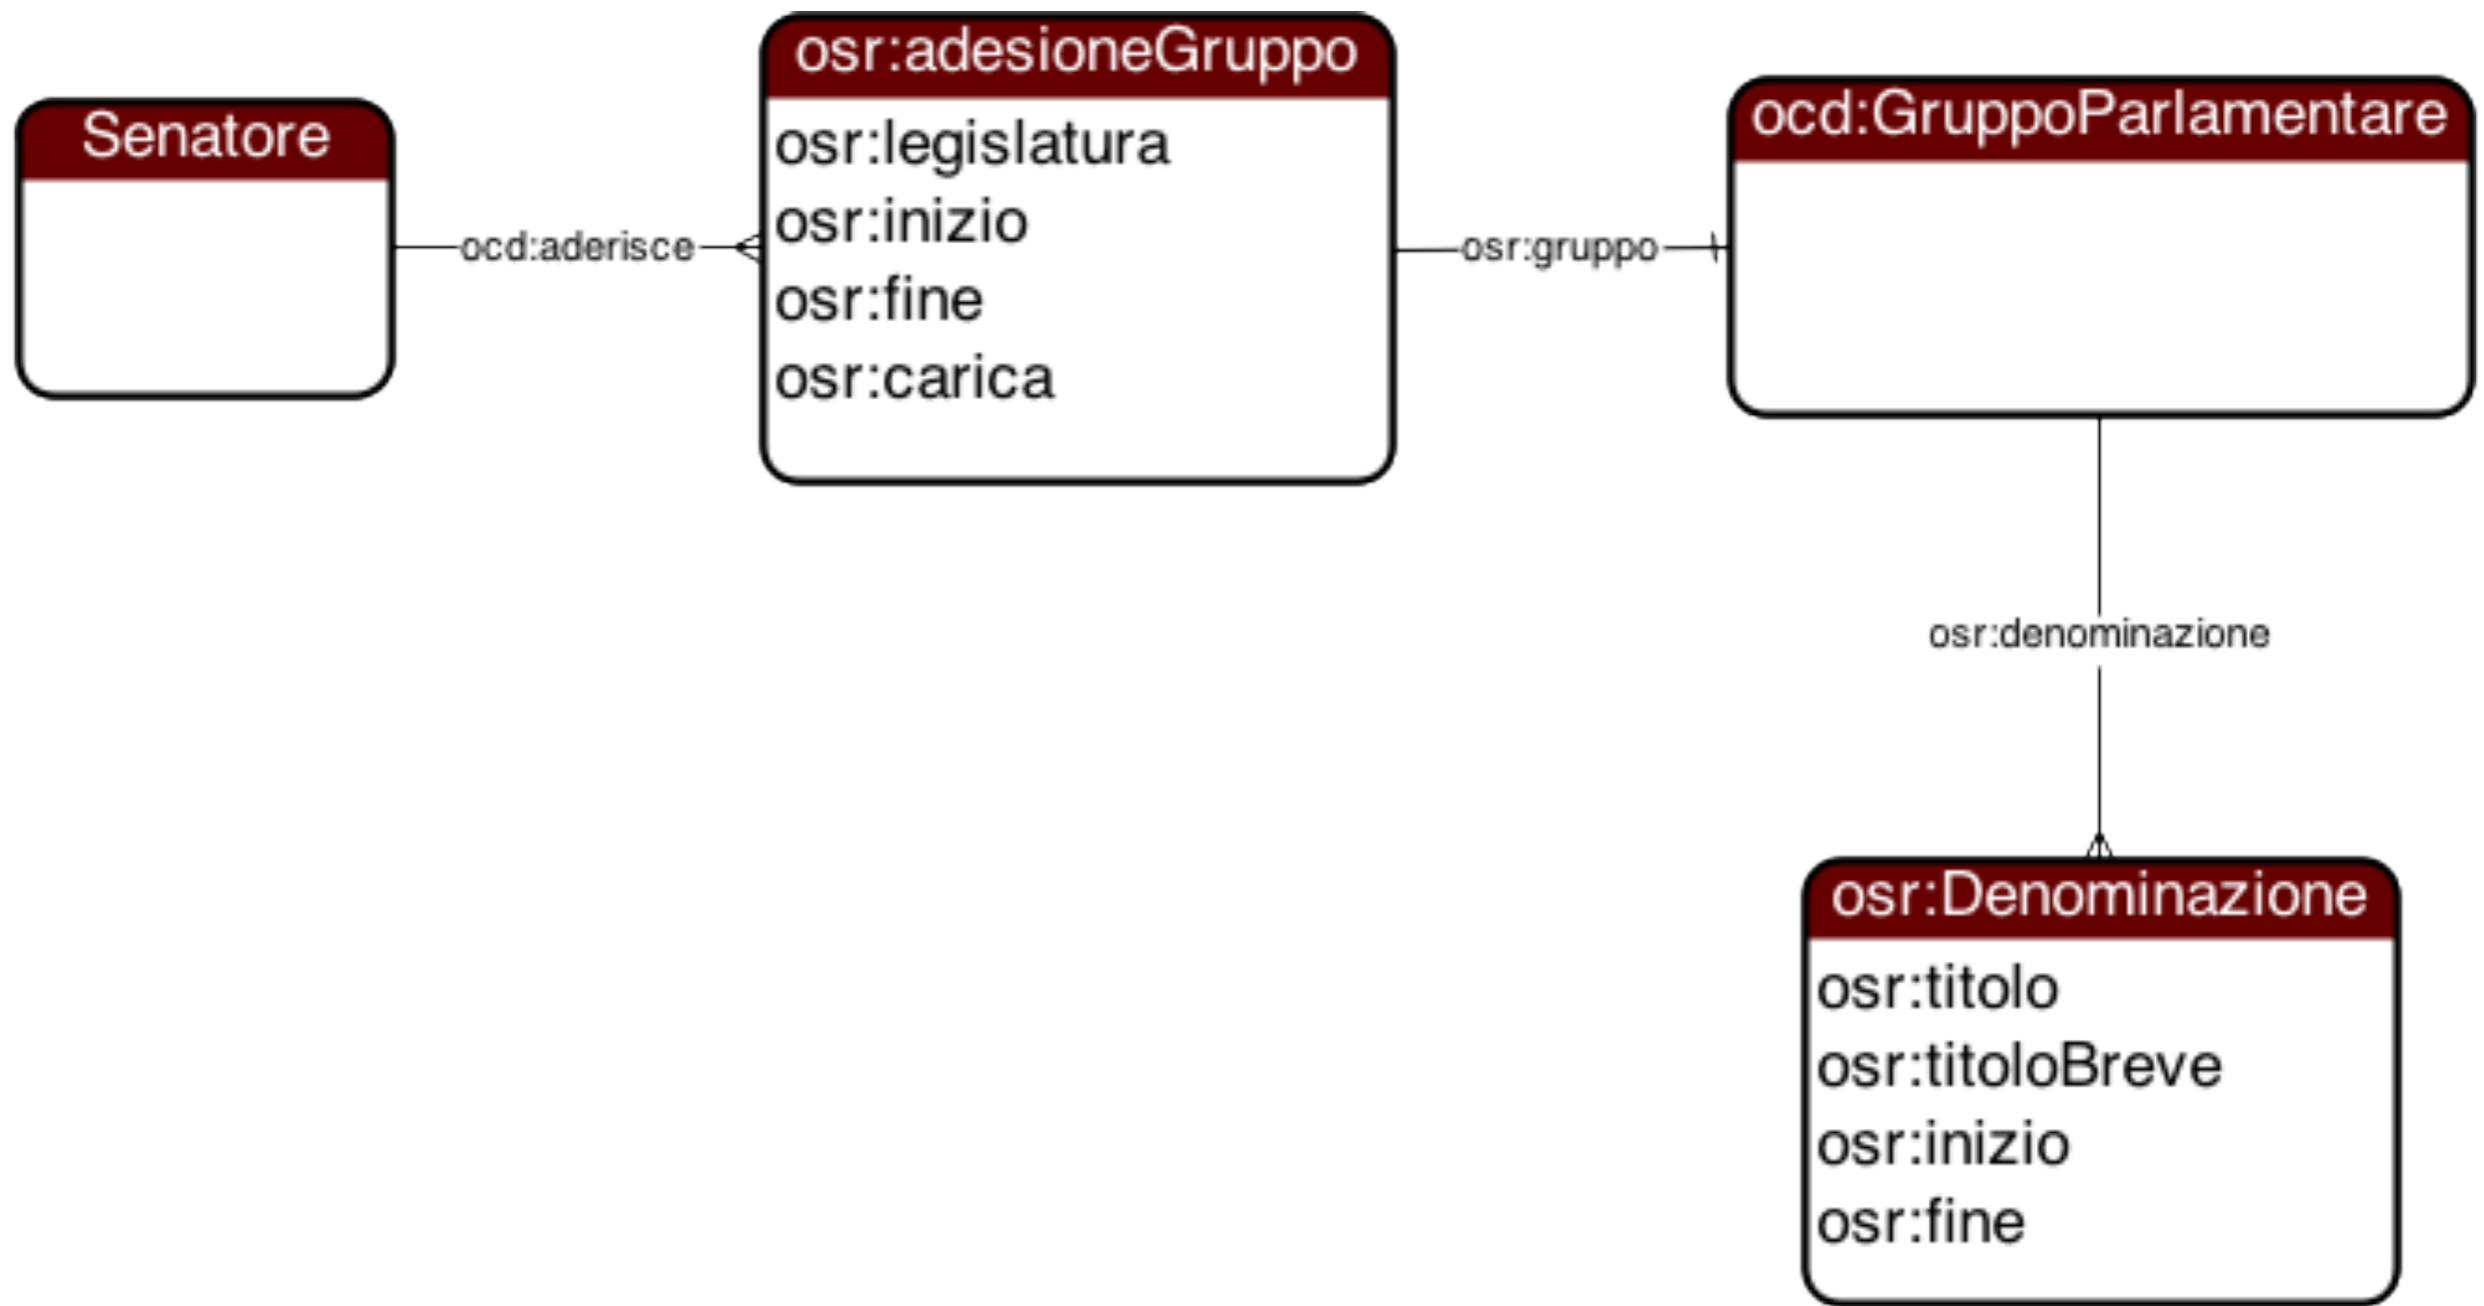 Senatore
ocd:aderisce
osr:adesioneGruppo
osr:legislatura
osr:inizio
osr:fine
osr:carica
osr:gruppo
ocd:GruppoParlamentare
osr:denominazione
osr:Denominazione
osr:titolo
osr:titoloBreve
osr:inizio
osr:fine